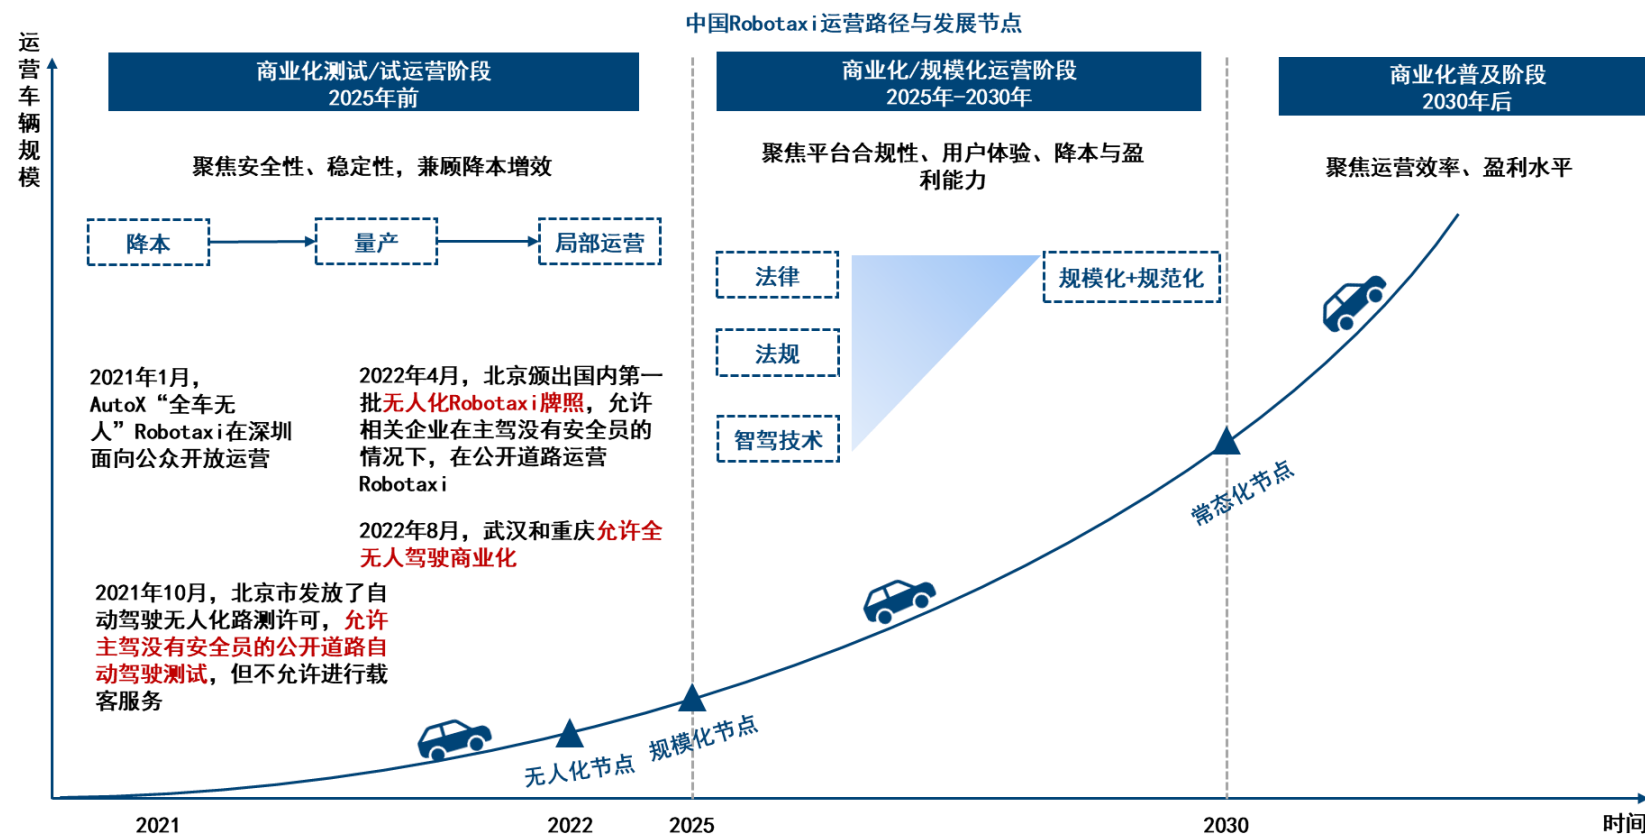 中国Robotaxi运营路径与发展节点
运营车辆规模
商业化测试/试运营阶段
2025年前
商业化/规模化运营阶段
2025年-2030年
商业化普及阶段
2030年后
聚焦安全性、稳定性，兼顾降本增效
聚焦平台合规性、用户体验、降本与盈
利能力
聚焦运营效率、盈利水平
降本
量产
局部运营
法律
法规
智驾技术
规模化+规范化
2021年1月，
AutoX“全车无
人”Robotaxi在深圳
面向公众开放运营
2022年4月，北京颁出国内第一
批无人化Robotaxi牌照，允许
相关企业在主驾没有安全员的
情况下，在公开道路运营
Robotaxi
2022年8月，武汉和重庆允许全
无人驾驶商业化
2021年10月，北京市发放了自
动驾驶无人化路测许可，允许
主驾没有安全员的公开道路自
动驾驶测试，但不允许进行载
客服务
无人化节点
规模化节点
常态化节点
2021
2022
2025
2030
时间